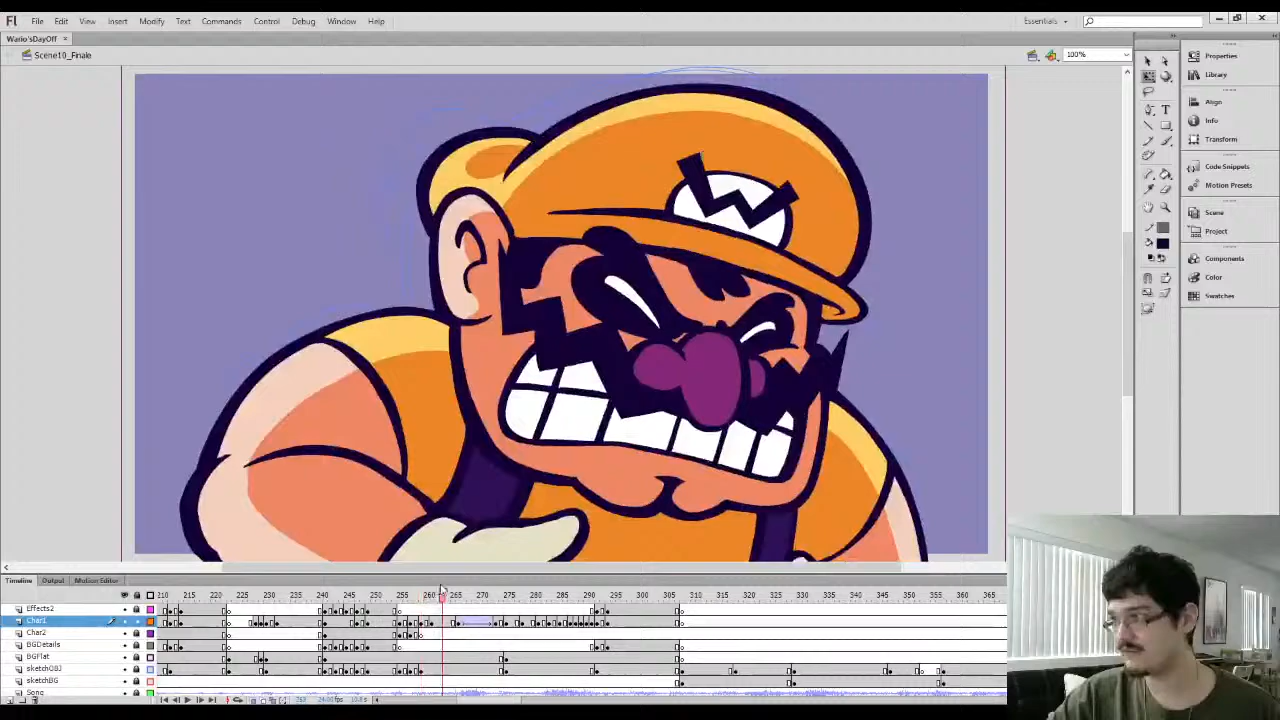 Fl File Edit View Insert Modify Text Commands Control Debug Window Help Essentials
Wario'sDayOff ×
Scene10_Finale 100%
Properties
Library
Align
Info
Transform
Code Snippets
Motion Presets
Scene
Project
Components
Color
Swatches
W
Timeline Output Motion Editor
210 215 220 225 230 235 240 245 250 255 260 265 270 275 280 285 290 295 300 305 310 315 320 325 330 335 340 345 350 355 360 365
Effects2
Char1
Char2
BGDetails
BGFlat
sketchOBJ
sketchBG
Song